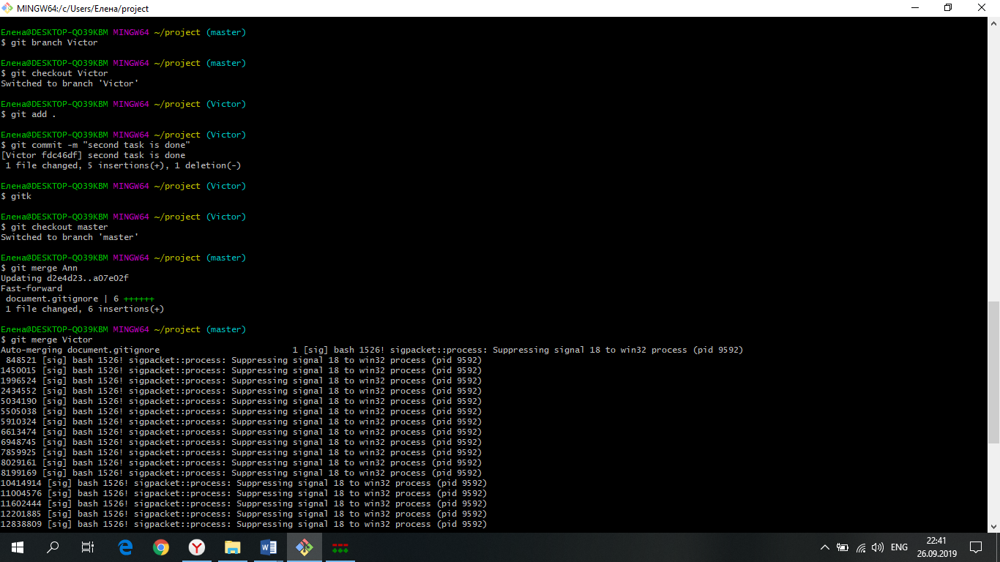 MINGW64:/c/Users/Елена/project
Елена@DESKTOP-QO39KBM MINGW64 ~/project (master)
$ git branch Victor
Елена@DESKTOP-QO39KBM MINGW64 ~/project (master)
$ git checkout Victor
Switched to branch 'Victor'
Елена@DESKTOP-QO39KBM MINGW64 ~/project (Victor)
$ git add .
Елена@DESKTOP-QO39KBM MINGW64 ~/project (Victor)
$ git commit -m "second task is done"
[Victor fdc46df] second task is done
1 file changed, 5 insertions(+), 1 deletion(-)
Елена@DESKTOP-QO39KBM MINGW64 ~/project (Victor)
$ gitk
Елена@DESKTOP-QO39KBM MINGW64 ~/project (Victor)
$ git checkout master
Switched to branch 'master'
Елена@DESKTOP-QO39KBM MINGW64 ~/project (master)
$ git merge Ann
Updating d2e4d23..a07e02f
Fast-forward
document.gitignore | 6 ++++++
1 file changed, 6 insertions(+)
Елена@DESKTOP-QO39KBM MINGW64 ~/project (master)
$ git merge Victor
Auto-merging document.gitignore 1 [sig] bash 1526! sigpacket::process: Suppressing signal 18 to win32 process (pid 9592)
848521 [sig] bash 1526! sigpacket::process: Suppressing signal 18 to win32 process (pid 9592)
1450015 [sig] bash 1526! sigpacket::process: Suppressing signal 18 to win32 process (pid 9592)
1996524 [sig] bash 1526! sigpacket::process: Suppressing signal 18 to win32 process (pid 9592)
2434552 [sig] bash 1526! sigpacket::process: Suppressing signal 18 to win32 process (pid 9592)
5034190 [sig] bash 1526! sigpacket::process: Suppressing signal 18 to win32 process (pid 9592)
5505038 [sig] bash 1526! sigpacket::process: Suppressing signal 18 to win32 process (pid 9592)
5910324 [sig] bash 1526! sigpacket::process: Suppressing signal 18 to win32 process (pid 9592)
6613474 [sig] bash 1526! sigpacket::process: Suppressing signal 18 to win32 process (pid 9592)
6948745 [sig] bash 1526! sigpacket::process: Suppressing signal 18 to win32 process (pid 9592)
7859925 [sig] bash 1526! sigpacket::process: Suppressing signal 18 to win32 process (pid 9592)
8029161 [sig] bash 1526! sigpacket::process: Suppressing signal 18 to win32 process (pid 9592)
8199169 [sig] bash 1526! sigpacket::process: Suppressing signal 18 to win32 process (pid 9592)
10414914 [sig] bash 1526! sigpacket::process: Suppressing signal 18 to win32 process (pid 9592)
11004576 [sig] bash 1526! sigpacket::process: Suppressing signal 18 to win32 process (pid 9592)
11602444 [sig] bash 1526! sigpacket::process: Suppressing signal 18 to win32 process (pid 9592)
12201885 [sig] bash 1526! sigpacket::process: Suppressing signal 18 to win32 process (pid 9592)
12838809 [sig] bash 1526! sigpacket::process: Suppressing signal 18 to win32 process (pid 9592)
ENG
22:41
26.09.2019